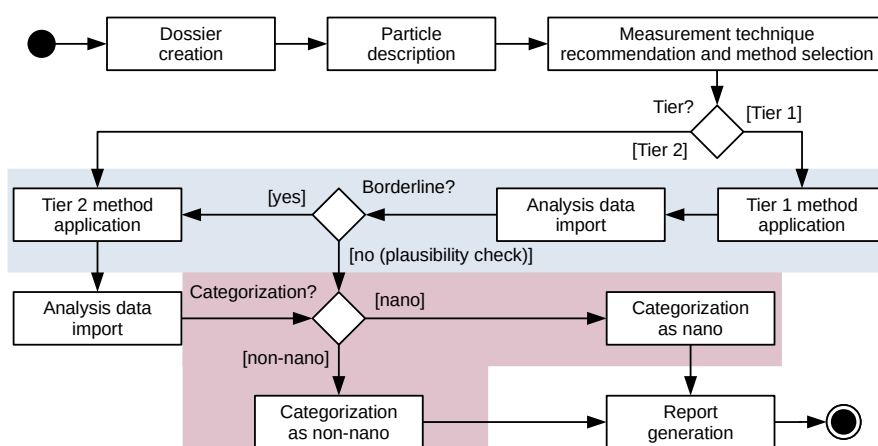 Dossier
creation
Particle
description
Measurement technique
recommendation and method selection
Tier?
[Tier 1]
[Tier 2]
Tier 2 method
application
[yes]
Borderline?
Analysis data
import
Tier 1 method
application
[no (plausibility check)]
Analysis data
import
Categorization?
[nano]
Categorization
as nano
[non-nano]
Categorization
as non-nano
Report
generation